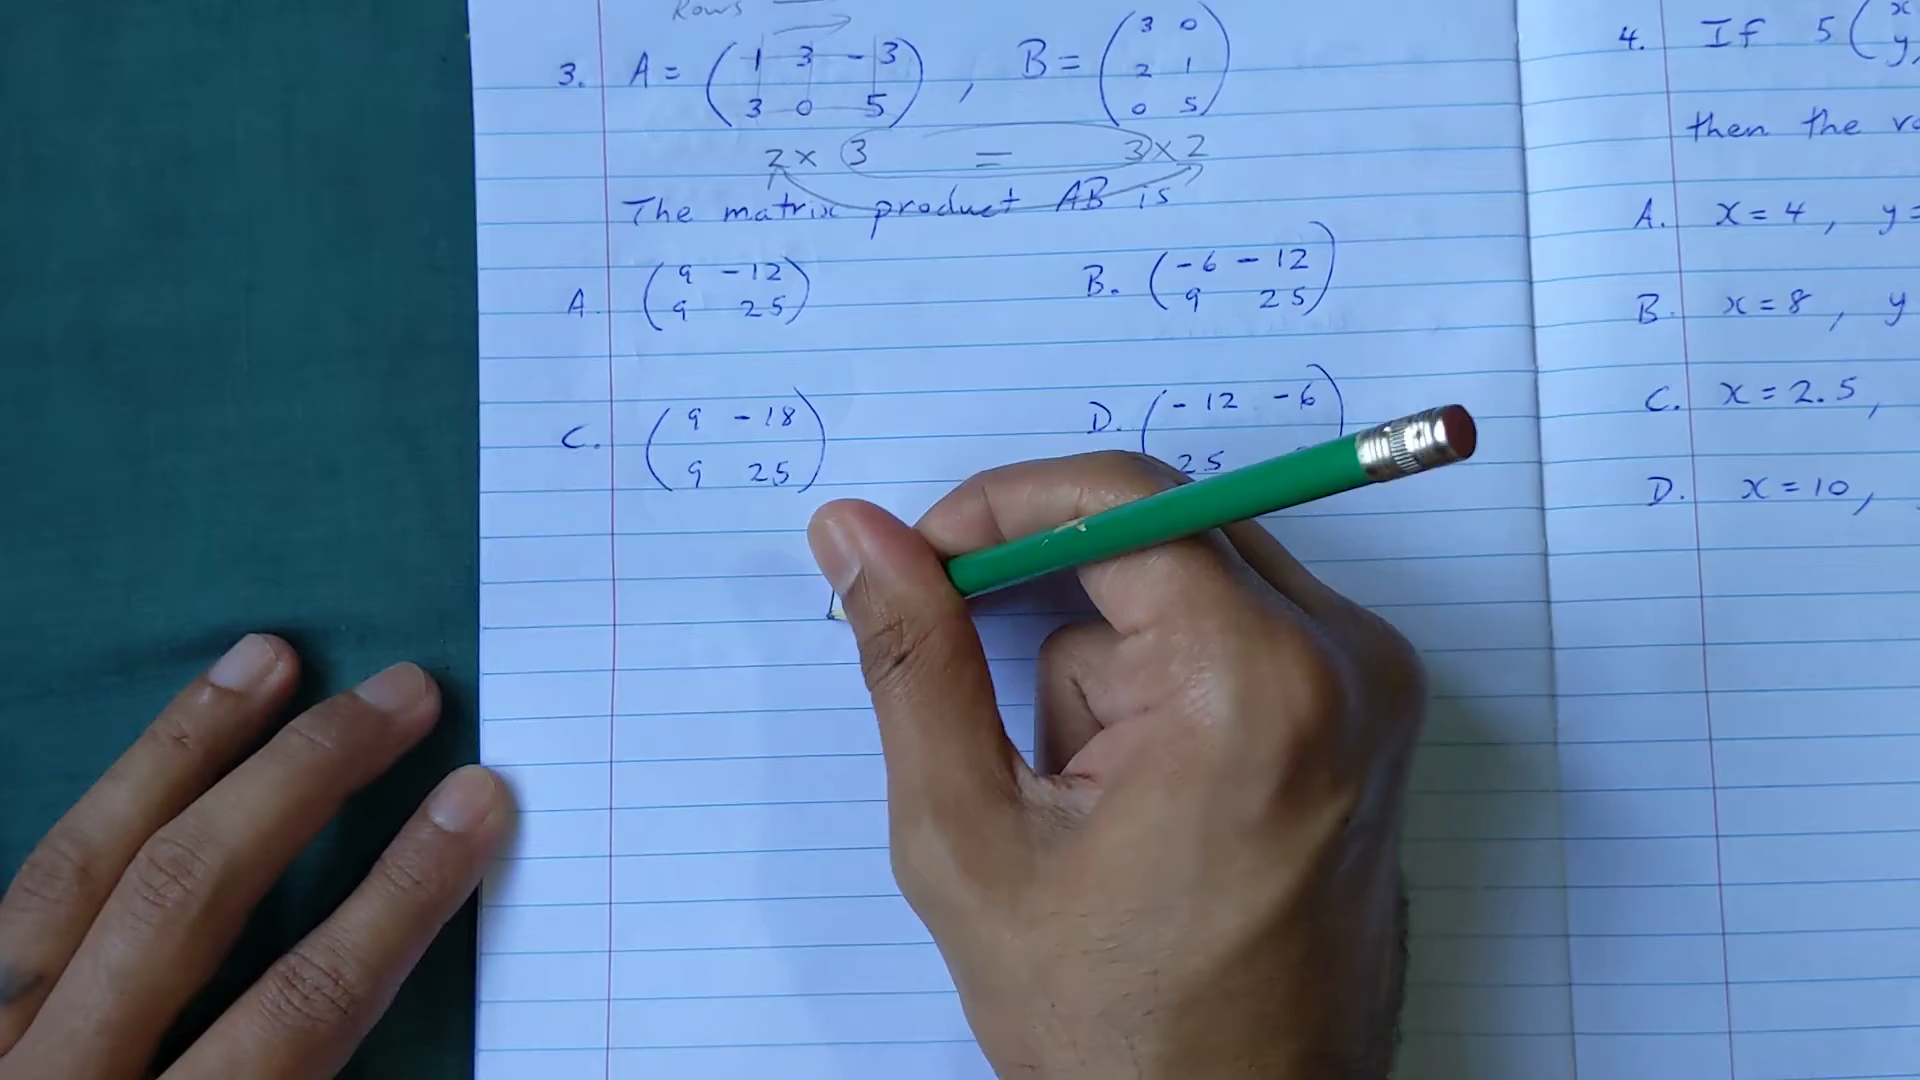 Rows
3. A = ( 1 3 -3 ) , B = ( 3 0 )
( 3 0 5 ) ( 2 1 )
( 0 5 )
2 x 3 = 3 x 2
The matrix product AB is
A. ( 9 -12 ) B. ( -6 -12 )
( 9 25 ) ( 9 25 )
C. ( 9 -18 ) D. ( -12 -6 )
( 9 25 ) ( 25
4. If 5 ( x
y
then the
A. x = 4 , y =
B. x = 8 , y
C. x = 2.5 ,
D. x = 10 ,